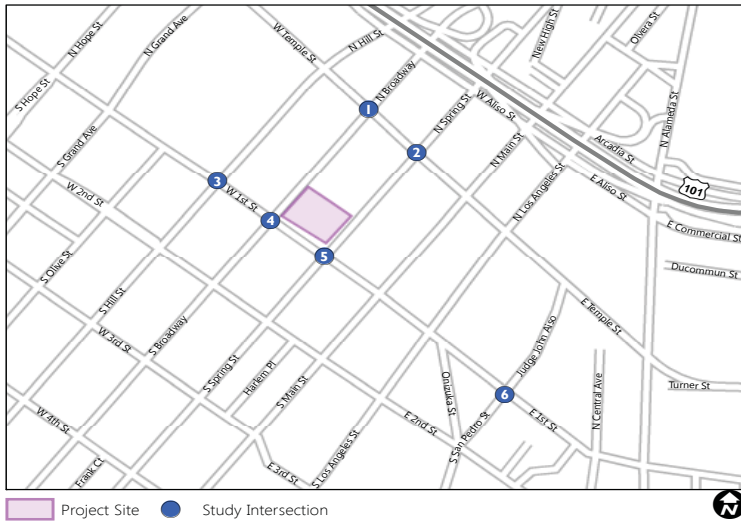 N Hope St
N Grand Ave
W Temple St
N Hill St
New High St
Olvera St
N Broadway
S Hope St
1
N Spring St
W Aliso St
N Alameda St
S Grand Ave
2
N Main St
Arcadia St
3
W 1st St
N Los Angeles St
E Aliso St
101
W 2nd St
4
E Commercial St
5
Ducommun St
S Olive St
S Hill St
E Temple St
W 3rd St
S Broadway
Judge John Aiso
S Spring St
Harlem Pl
S Main St
Onizuka St
6
N Central Ave
Turner St
W 4th St
E 2nd St
E 1st St
S San Pedro St
Frank Ct
E 3rd St
S Los Angeles St
Project Site
Study Intersection
N